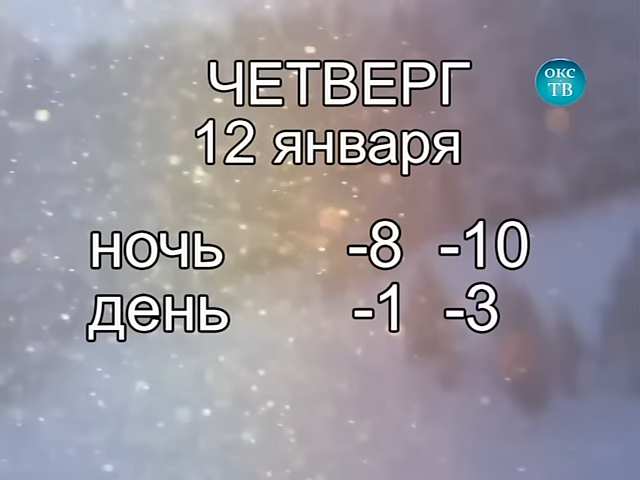 ЧЕТВЕРГ
ОКС
ТВ
12 января
ночь -8 -10
день -1 -3